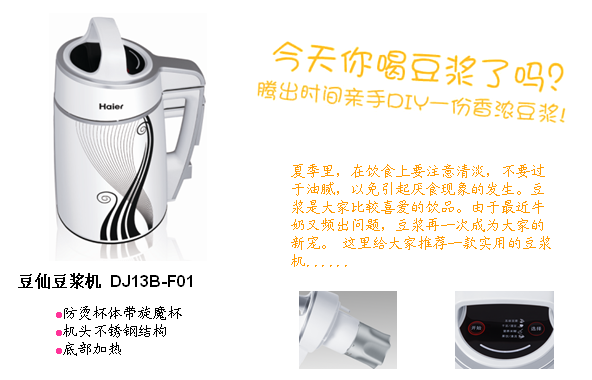 今天你喝豆浆了吗?
腾出时间亲手DIY一份香浓豆浆!
Haier
夏季里，在饮食上要注意清淡，不要过
于油腻，以免引起厌食现象的发生。豆
浆是大家比较喜爱的饮品。由于最近牛
奶又频出问题，豆浆再一次成为大家的
新宠。 这里给大家推荐一款实用的豆浆
机......
豆仙豆浆机 DJ13B-F01
防烫杯体带旋魔杯
机头不锈钢结构
底部加热
开始
选择